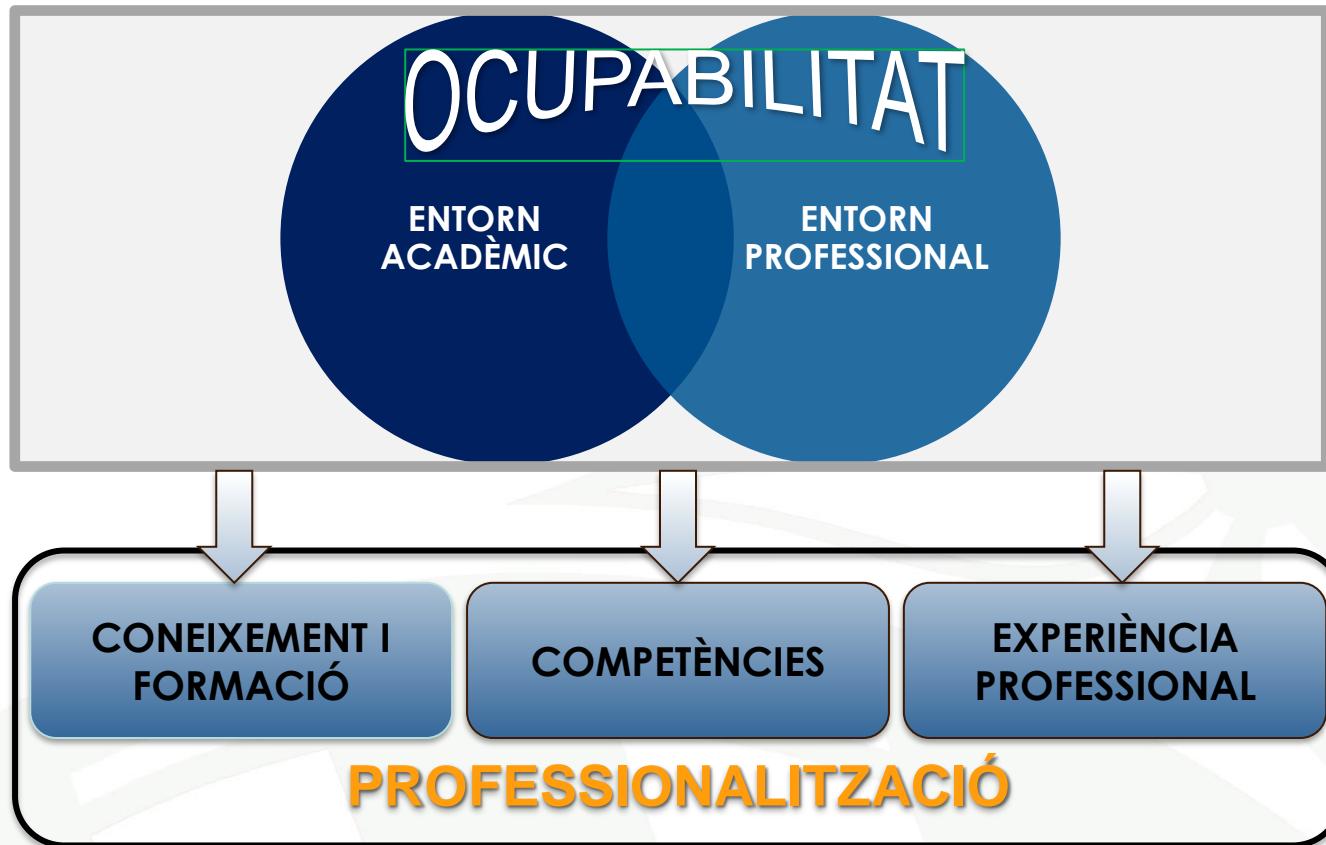 OCUPABILITAT
ENTORN
ACADÈMIC
ENTORN
PROFESSIONAL
CONEIXEMENT I
FORMACIÓ
COMPETÈNCIES
EXPERIÈNCIA
PROFESSIONAL
PROFESSIONALITZACIÓ